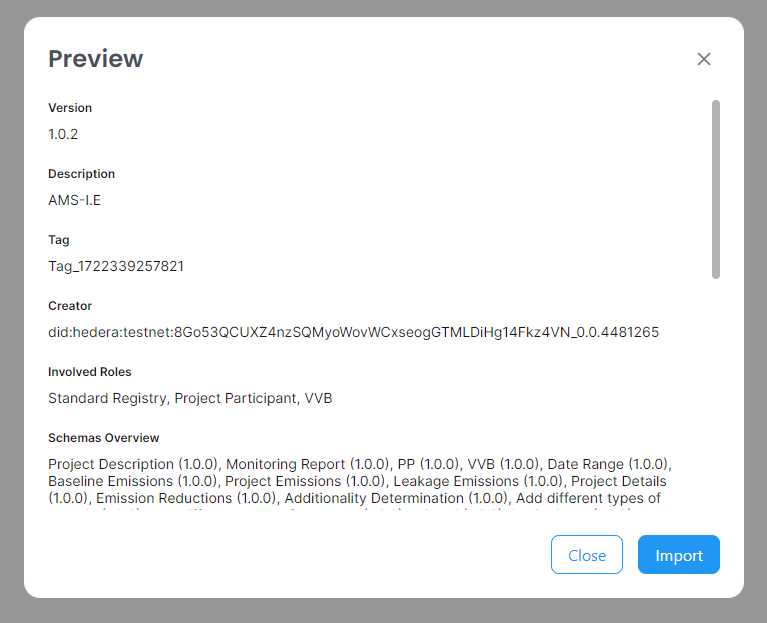 Preview
Version
1.0.2
Description
AMS-I.E
Tag
Tag_1722339257821
Creator
did:hedera:testnet:8Go53QCUXZ4nzSQMyoWovWCxseogGTMLDiHg14Fkz4VN_0.0.4481265
Involved Roles
Standard Registry, Project Participant, VVB
Schemas Overview
Project Description (1.0.0), Monitoring Report (1.0.0), PP (1.0.0), VVB (1.0.0), Date Range (1.0.0),
Baseline Emissions (1.0.0), Project Emissions (1.0.0), Leakage Emissions (1.0.0), Project Details
(1.0.0), Emission Reductions (1.0.0), Additionality Determination (1.0.0), Add different types of
Close
Import